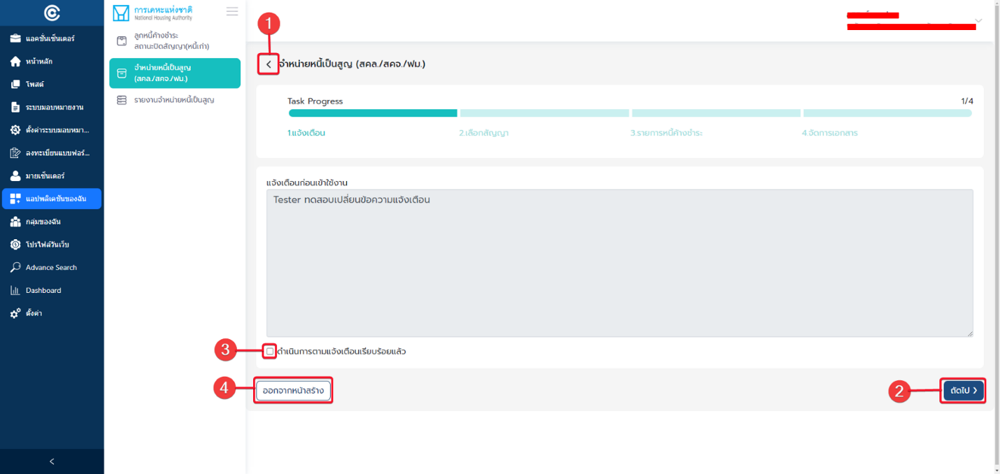 แอคชั่นเซ็นเตอร์
หน้าหลัก
โพสต์
ระบบมอบหมายงาน
ตั้งค่าระบบมอบหมา...
ลงทะเบียนแบบฟอร์...
มายเซ็นเตอร์
แอปพลิเคชันของฉัน
กลุ่มของฉัน
โปรไฟล์วันเว็บ
Advance Search
Dashboard
ตั้งค่า
การเคหะแห่งชาติ
National Housing Authority
ลูกหนี้ค้างชำระ
สถานะปิดสัญญา(หนี้เก่า)
จำหน่ายหนี้เป็นสูญ
(สคล./สคจ./ฟม.)
รายงานจำหน่ายหนี้เป็นสูญ
1
จำหน่ายหนี้เป็นสูญ (สคล./สคจ./ฟม.)
Task Progress
1/4
1.แจ้งเตือน
2.เลือกสัญญา
3.รายการหนี้ค้างชำระ
4.จัดการเอกสาร
แจ้งเตือนก่อนเข้าใช้งาน
Tester ทดสอบเปลี่ยนข้อความแจ้งเตือน
3
ดำเนินการตามแจ้งเตือนเรียบร้อยแล้ว
4
ออกจากหน้าสร้าง
2
ถัดไป